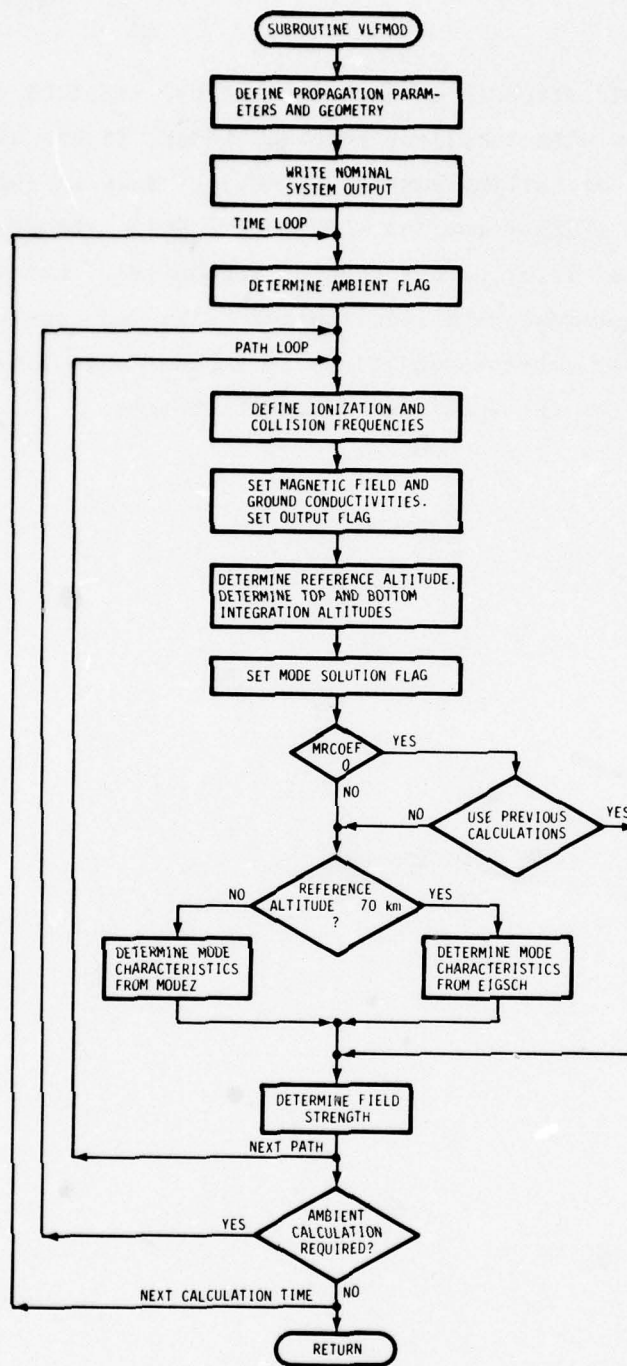 SUBROUTINE VLFMOD
DEFINE PROPAGATION PARAM-
ETERS AND GEOMETRY
WRITE NOMINAL
SYSTEM OUTPUT
TIME LOOP
DETERMINE AMBIENT FLAG
PATH LOOP
DEFINE IONIZATION AND
COLLISION FREQUENCIES
SET MAGNETIC FIELD AND
GROUND CONDUCTIVITIES.
SET OUTPUT FLAG
DETERMINE REFERENCE ALTITUDE.
DETERMINE TOP AND BOTTOM
INTEGRATION ALTITUDES
SET MODE SOLUTION FLAG
MRCOEF
0
YES
NO
USE PREVIOUS
CALCULATIONS
NO
YES
REFERENCE
ALTITUDE 70 km
?
NO
YES
DETERMINE MODE
CHARACTERISTICS
FROM MODEZ
DETERMINE MODE
CHARACTERISTICS
FROM EIGSCH
DETERMINE FIELD
STRENGTH
NEXT PATH
AMBIENT
CALCULATION
REQUIRED?
YES
NO
NEXT CALCULATION TIME
RETURN